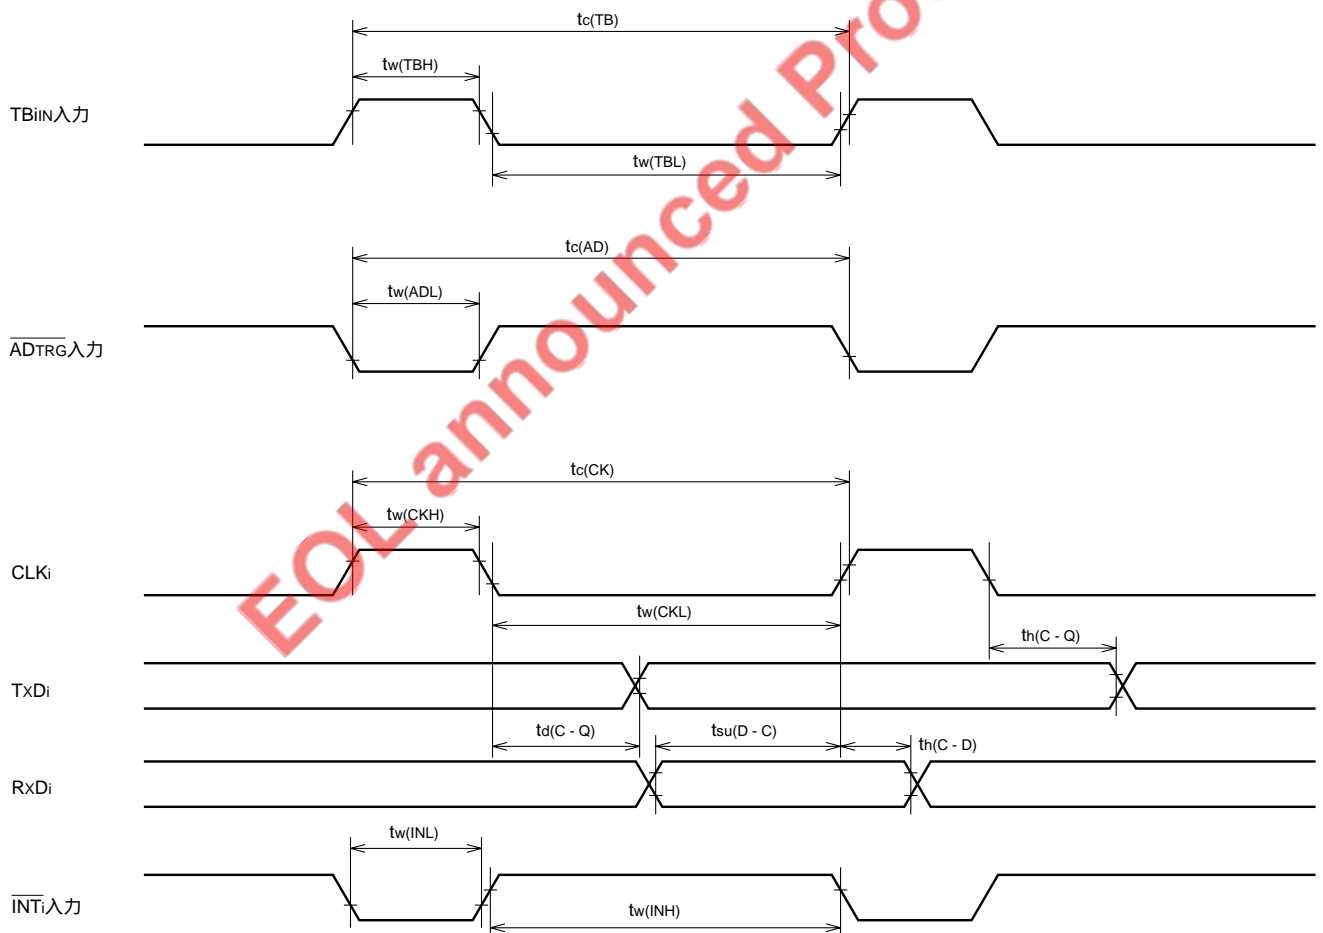 tc(TB)
tw(TBH)
TBiIN入力
tw(TBL)
tc(AD)
tw(ADL)
ADTRG入力
tc(CK)
tw(CKH)
CLKi
tw(CKL)
th(C - Q)
TxDi
td(C - Q)
tsu(D - C)
th(C - D)
RxDi
tw(INL)
INTi入力
tw(INH)
EOL announced Pro